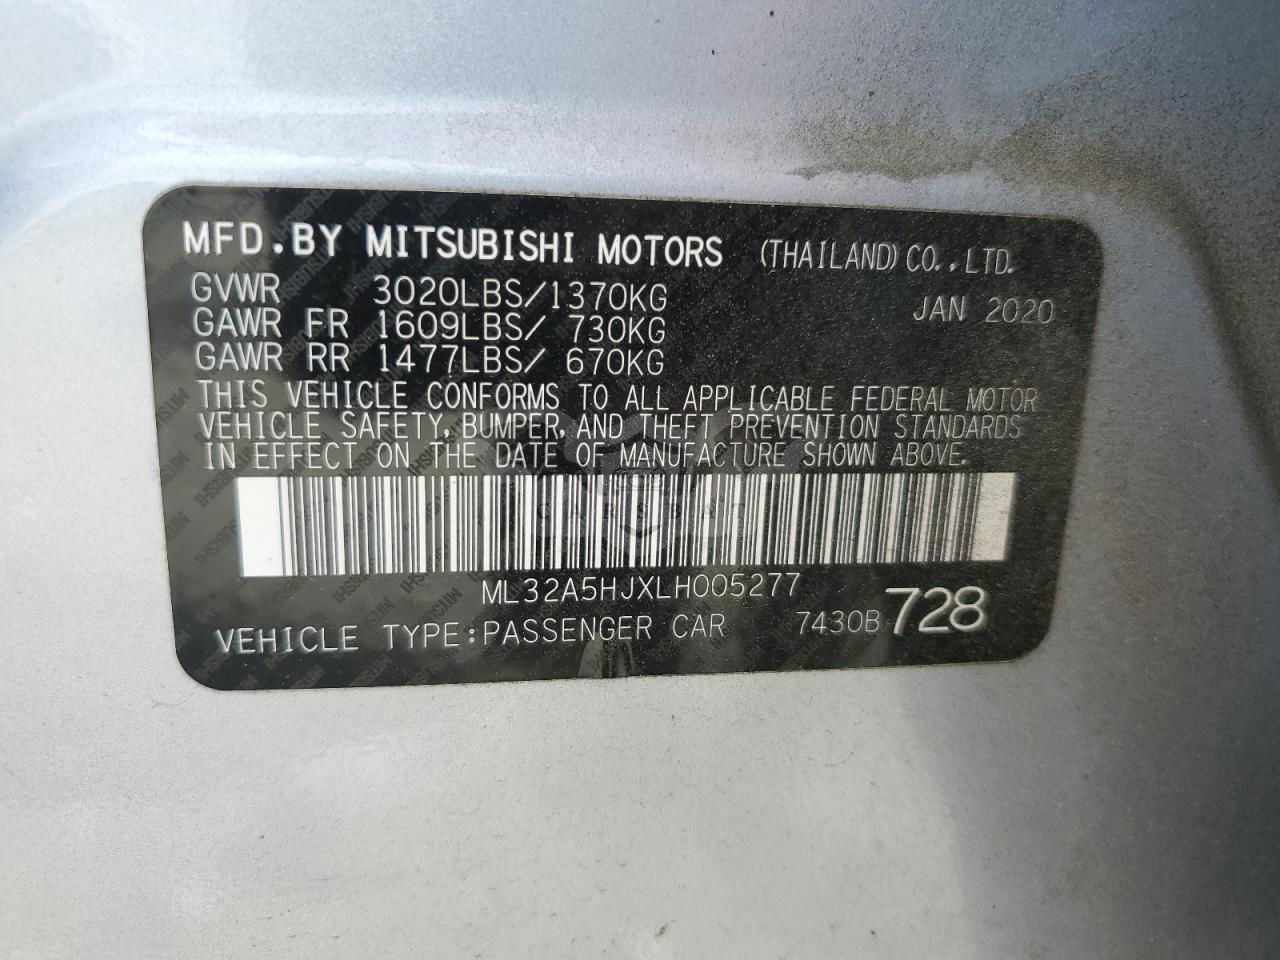 MFD.BY MITSUBISHI MOTORS (THAILAND) CO.,LTD.
GVWR 3020LBS/1370KG JAN 2020
GAWR FR 1609LBS/ 730KG
GAWR RR 1477LBS/ 670KG
THIS VEHICLE CONFORMS TO ALL APPLICABLE FEDERAL MOTOR
VEHICLE SAFETY, BUMPER, AND THEFT PREVENTION STANDARDS
IN EFFECT ON THE DATE OF MANUFACTURE SHOWN ABOVE.
ML32A5HJXLH005277
VEHICLE TYPE:PASSENGER CAR 7430B 728